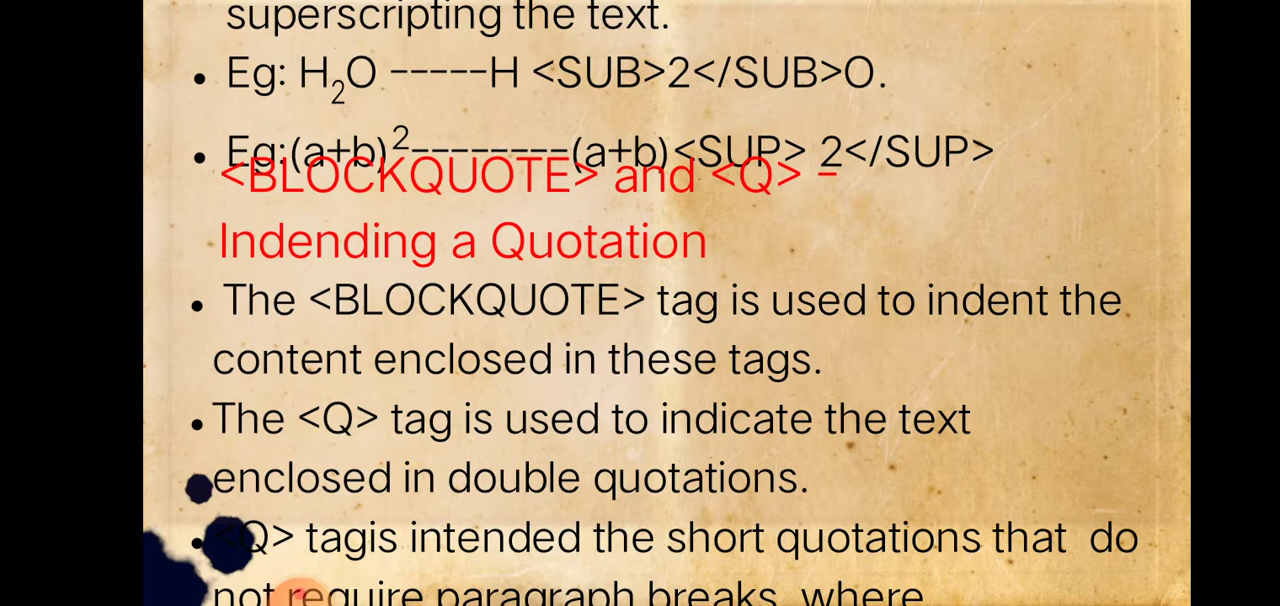 superscripting the text.
• Eg: H₂O -----H <SUB>2</SUB>O.
• Eg:(a+b)²--------(a+b)<SUP> 2</SUP>
<BLOCKQUOTE> and <Q> –
Indending a Quotation
• The <BLOCKQUOTE> tag is used to indent the
content enclosed in these tags.
• The <Q> tag is used to indicate the text
enclosed in double quotations.
• <Q> tagis intended the short quotations that  do
not require paragraph breaks, where